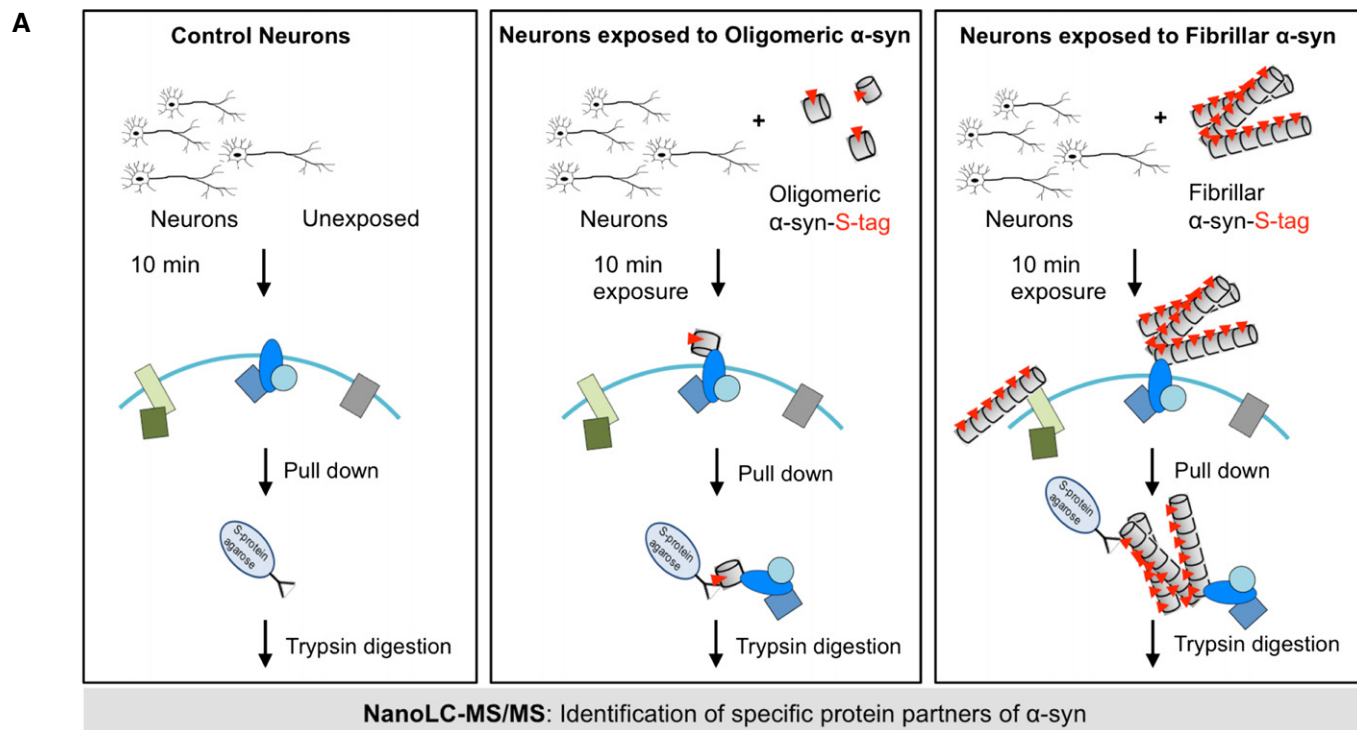 A
Control Neurons
Neurons
Unexposed
10 min
Pull down
S-protein
agarose
Trypsin digestion
Neurons exposed to Oligomeric α-syn
+
Neurons
Oligomeric
α-syn-S-tag
10 min
exposure
Pull down
S-protein
agarose
Trypsin digestion
Neurons exposed to Fibrillar α-syn
+
Neurons
Fibrillar
α-syn-S-tag
10 min
exposure
Pull down
S-protein
agarose
Trypsin digestion
NanoLC-MS/MS: Identification of specific protein partners of α-syn